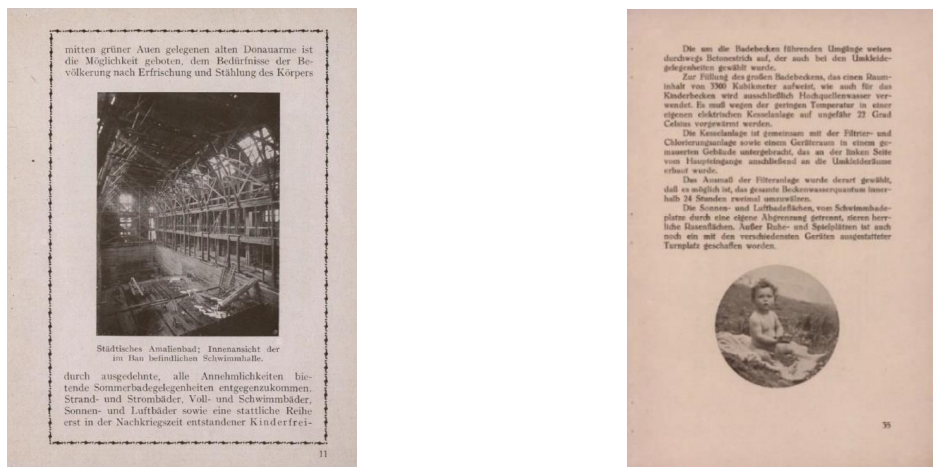 mitten grüner Auen gelegenen alten Donauarme ist
die Möglichkeit geboten, dem Bedürfnisse der Be-
völkerung nach Erfrischung und Stählung des Körpers
Städtisches Amalienbad; Innenansicht der
im Bau befindlichen Schwimmhalle.
durch ausgedehnte, alle Annehmlichkeiten bie-
tende Sommerbadegelegenheiten entgegenzukommen.
Strand- und Strombäder, Voll- und Schwimmbäder,
Sonnen- und Luftbäder sowie eine stattliche Reihe
erst in der Nachkriegszeit entstandener Kinderfrei-
11
Die um die Badebecken führenden Umgänge weisen
durchwegs Betonestrich auf, der auch bei den Umkleide-
gelegenheiten gewählt wurde.
Zur Füllung des großen Badebeckens, das einen Raum-
inhalt von 3300 Kubikmeter aufweist, wie auch für das
Kinderbecken wird ausschließlich Hochquellenwasser ver-
wendet. Es muß wegen der geringen Temperatur in einer
eigenen elektrischen Kesselanlage auf ungefähr 22 Grad
Celsius vorgewärmt werden.
Die Kesselanlage ist gemeinsam mit der Filtrier- und
Chlorierungsanlage sowie einem Geräteraum in einem ge-
mauerten Gebäude untergebracht, das an der linken Seite
vom Haupteingange anschließend an die Umkleideräume
erbaut wurde.
Das Ausmaß der Filteranlage wurde derart gewählt,
daß es möglich ist, das gesamte Beckenwasserquantum inner-
halb 24 Stunden zweimal umzuwälzen.
Die Sonnen- und Luftbadeflächen, vom Schwimmbade-
platze durch eine eigene Abgrenzung getrennt, zieren herr-
liche Rasenflächen. Außer Ruhe- und Spielplätzen ist auch
noch ein mit den verschiedensten Geräten ausgestatteter
Turnplatz geschaffen worden.